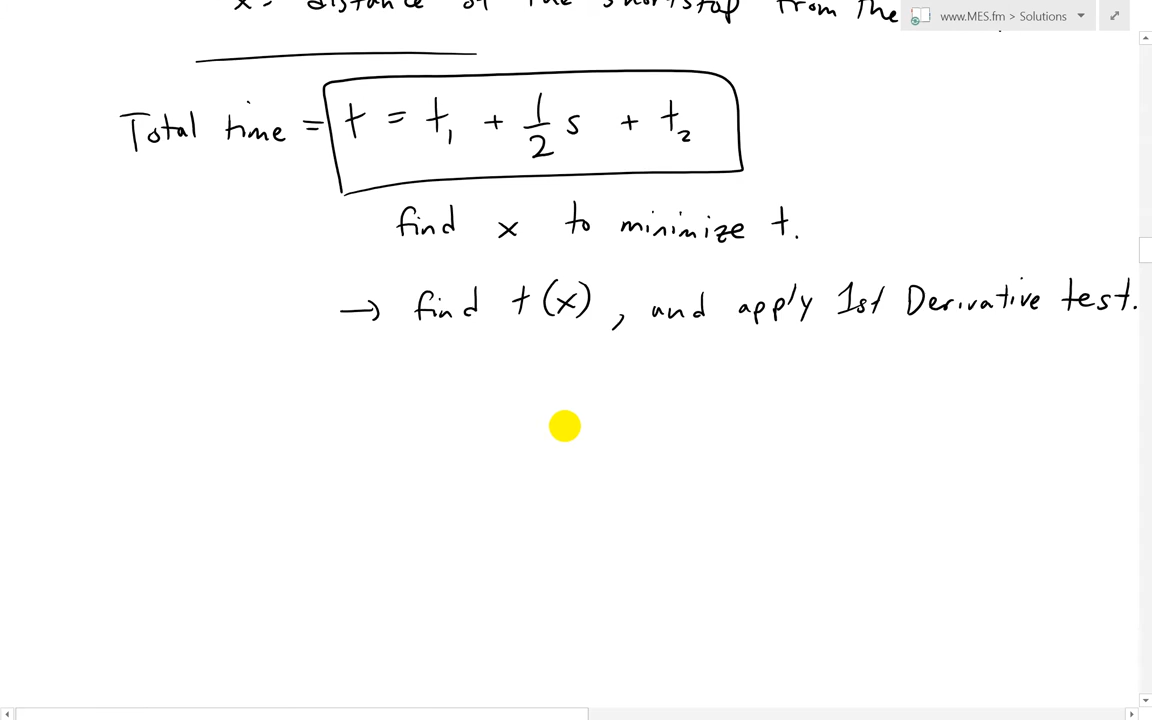 x = distance of the shortstop from the
www.MES.fm > Solutions
Total time = t = t₁ + 1/2 s + t₂
find x to minimize t.
→ find t(x), and apply 1st Derivative test.